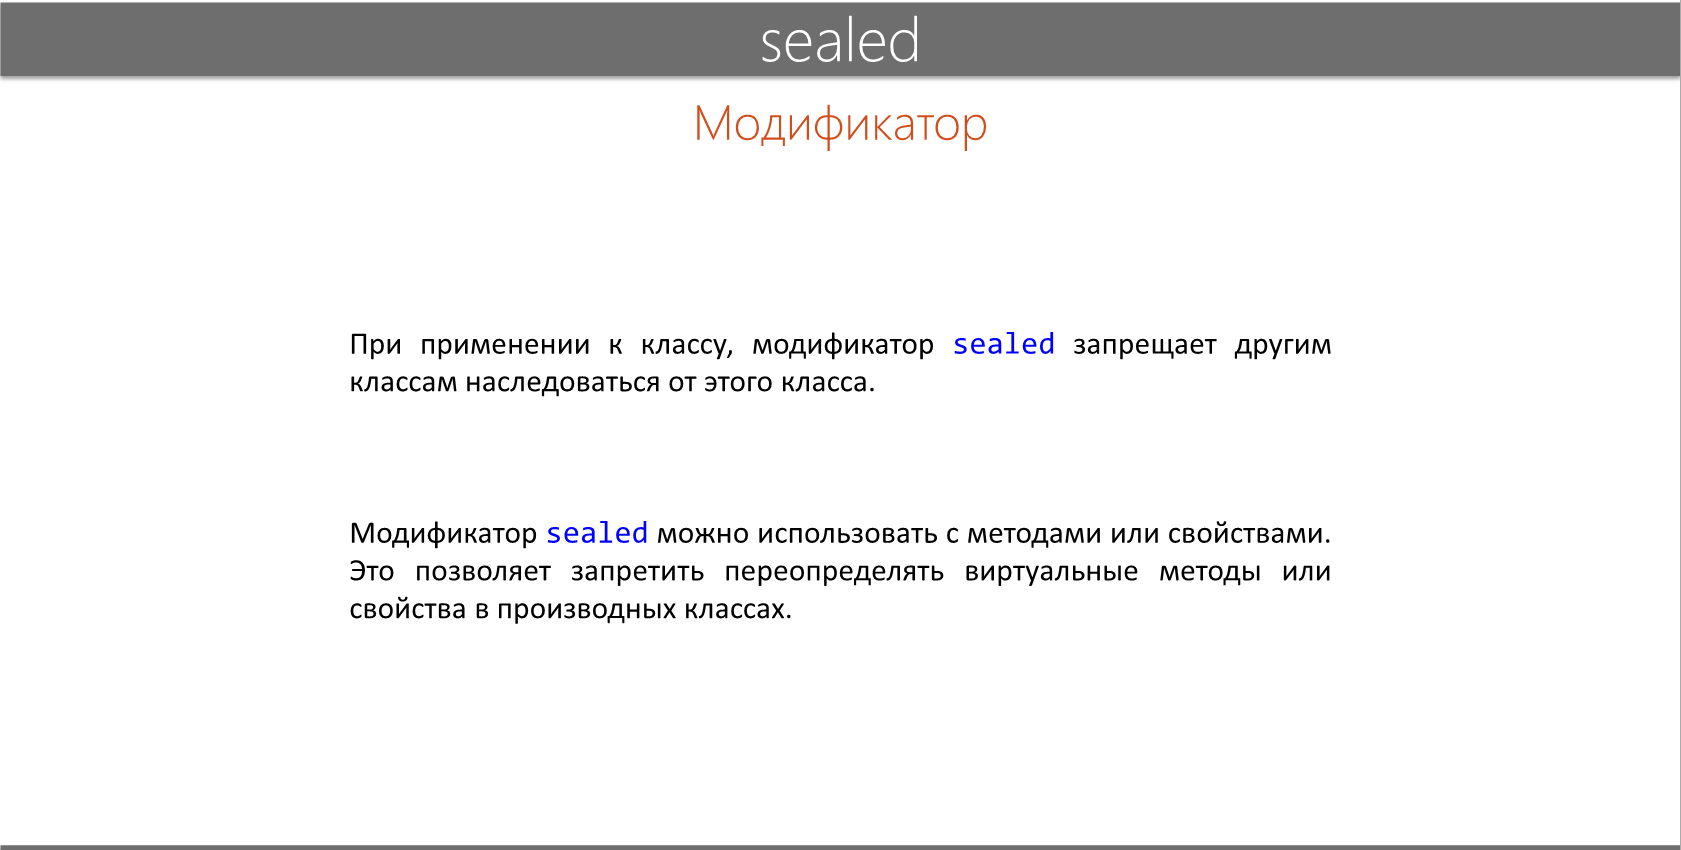 sealed
Модификатор
При применении к классу, модификатор sealed запрещает другим
классам наследоваться от этого класса.
Модификатор sealed можно использовать с методами или свойствами.
Это позволяет запретить переопределять виртуальные методы или
свойства в производных классах.